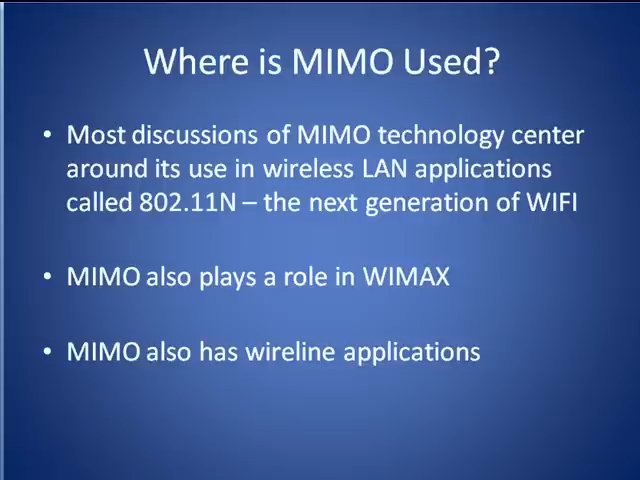 Where is MIMO Used?
• Most discussions of MIMO technology center
around its use in wireless LAN applications
called 802.11N – the next generation of WIFI
• MIMO also plays a role in WIMAX
• MIMO also has wireline applications